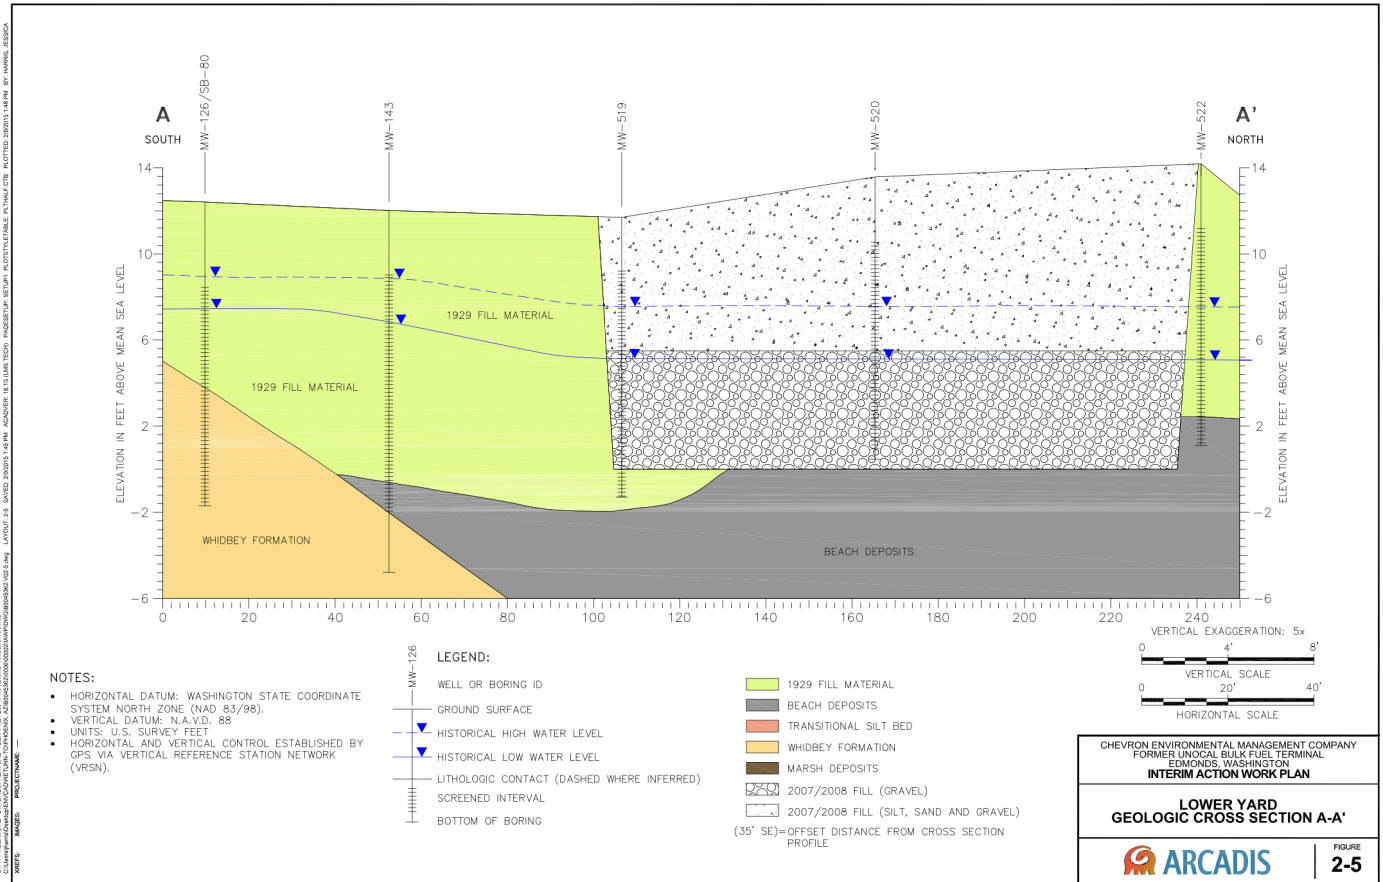 MW-126/SB-80
MW-143
MW-519
MW-520
MW-522
A
SOUTH
A'
NORTH
14
10
6
2
-2
-6
ELEVATION IN FEET ABOVE MEAN SEA LEVEL
14
10
6
2
-2
-6
ELEVATION IN FEET ABOVE MEAN SEA LEVEL
1929 FILL MATERIAL
1929 FILL MATERIAL
WHIDBEY FORMATION
BEACH DEPOSITS
0 20 40 60 80 100 120 140 160 180 200 220 240
VERTICAL EXAGGERATION: 5x
0 4' 8'
VERTICAL SCALE
0 20' 40'
HORIZONTAL SCALE
NOTES:
• HORIZONTAL DATUM: WASHINGTON STATE COORDINATE
SYSTEM NORTH ZONE (NAD 83/98).
• VERTICAL DATUM: N.A.V.D. 88
• UNITS: U.S. SURVEY FEET
• HORIZONTAL AND VERTICAL CONTROL ESTABLISHED BY
GPS VIA VERTICAL REFERENCE STATION NETWORK
(VRSN).
LEGEND:
MW-126
WELL OR BORING ID
GROUND SURFACE
HISTORICAL HIGH WATER LEVEL
HISTORICAL LOW WATER LEVEL
LITHOLOGIC CONTACT (DASHED WHERE INFERRED)
SCREENED INTERVAL
BOTTOM OF BORING
1929 FILL MATERIAL
BEACH DEPOSITS
TRANSITIONAL SILT BED
WHIDBEY FORMATION
MARSH DEPOSITS
2007/2008 FILL (GRAVEL)
2007/2008 FILL (SILT, SAND AND GRAVEL)
(35' SE)=OFFSET DISTANCE FROM CROSS SECTION
PROFILE
CHEVRON ENVIRONMENTAL MANAGEMENT COMPANY
FORMER UNOCAL BULK FUEL TERMINAL
EDMONDS, WASHINGTON
INTERIM ACTION WORK PLAN
LOWER YARD
GEOLOGIC CROSS SECTION A-A'
ARCADIS
FIGURE
2-5
XREFS: IMAGES: PROJECTNAME: ---